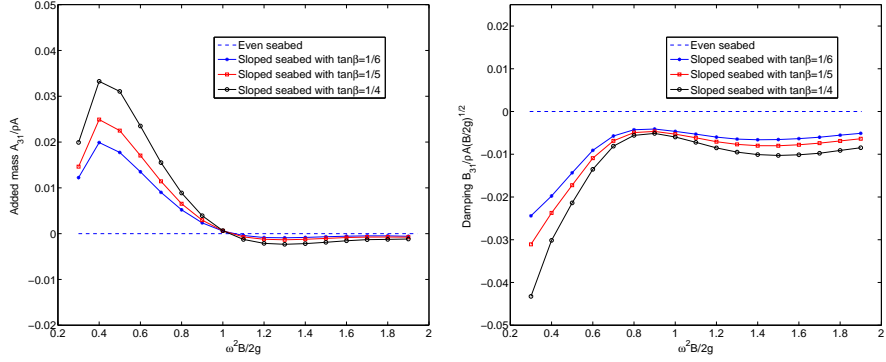 0.05
0.04
0.03
0.02
0.01
0
−0.01
−0.02
Added mass A₃₁/ρA
Even seabed
Sloped seabed with tanβ=1/6
Sloped seabed with tanβ=1/5
Sloped seabed with tanβ=1/4
0.2 0.4 0.6 0.8 1 1.2 1.4 1.6 1.8 2
ω²B/2g
0.02
0.01
0
−0.01
−0.02
−0.03
−0.04
−0.05
Damping B₃₁/ρA(B/2g)^1/2
Even seabed
Sloped seabed with tanβ=1/6
Sloped seabed with tanβ=1/5
Sloped seabed with tanβ=1/4
0.2 0.4 0.6 0.8 1 1.2 1.4 1.6 1.8 2
ω²B/2g